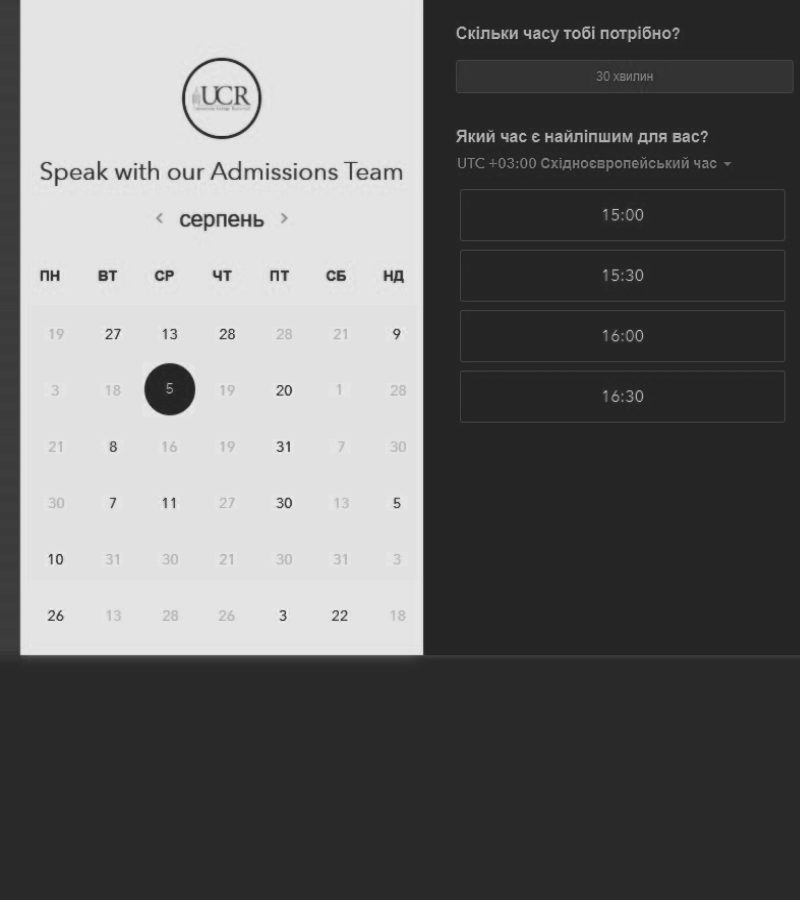 UCR
Speak with our Admissions Team
серпень
ПН ВТ СР ЧТ ПТ СБ НД
19 27 13 28 28 21 9
3 18 5 19 20 1 28
21 8 16 19 31 7 30
30 7 11 27 30 13 5
10 31 30 21 30 31 3
26 13 28 26 3 22 18
Скільки часу тобі потрібно?
30 хвилин
Який час є найліпшим для вас?
UTC +03:00 Східноєвропейський час
15:00
15:30
16:00
16:30